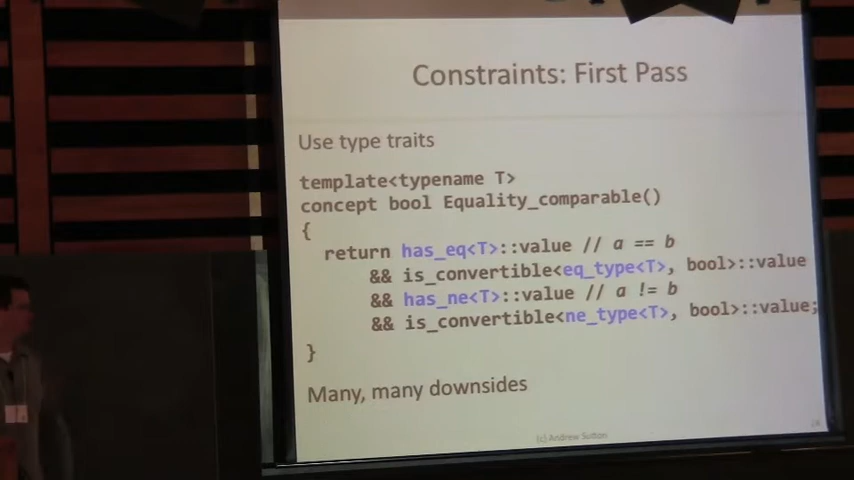 Constraints: First Pass
Use type traits
template<typename T>
concept bool Equality_comparable()
{
return has_eq<T>::value // a == b
&& is_convertible<eq_type<T>, bool>::value
&& has_ne<T>::value // a != b
&& is_convertible<ne_type<T>, bool>::value;
}
Many, many downsides
(c) Andrew Sutton